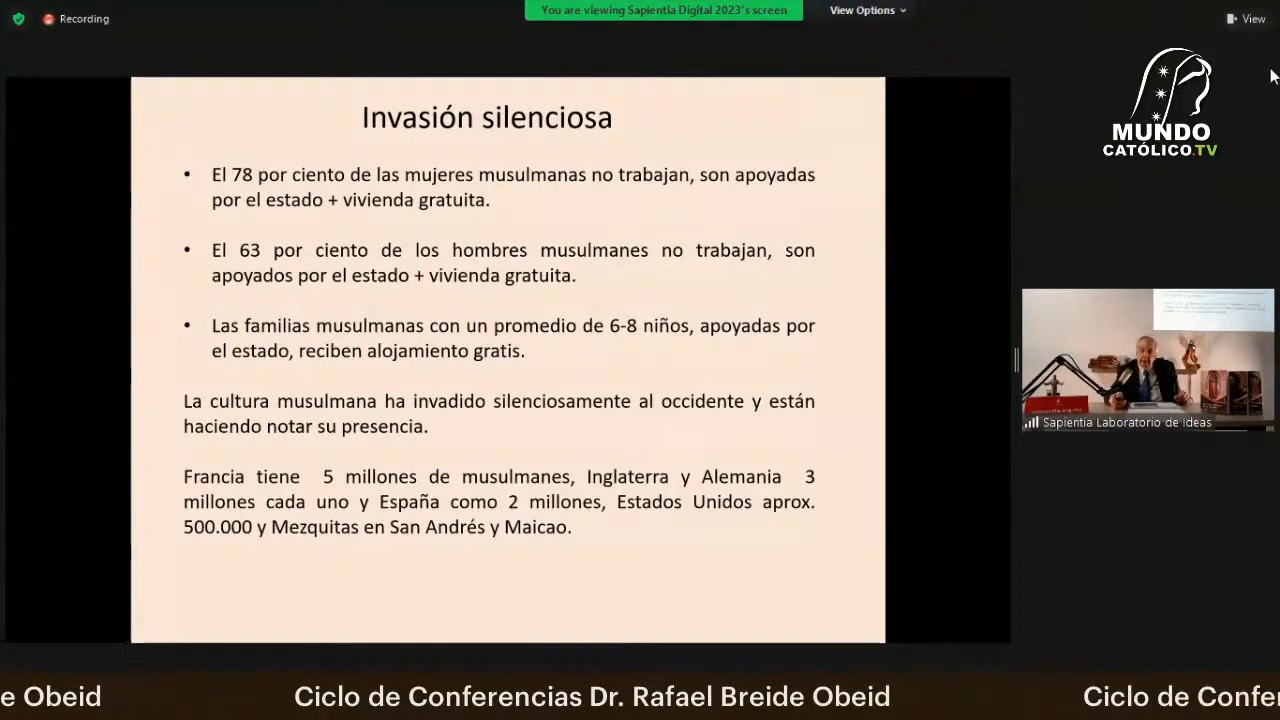 Recording
You are viewing Sapientia Digital 2023's screen
View Options
View
MUNDO
CATÓLICO.TV
Invasión silenciosa
• El 78 por ciento de las mujeres musulmanas no trabajan, son apoyadas
por el estado + vivienda gratuita.
• El 63 por ciento de los hombres musulmanes no trabajan, son
apoyados por el estado + vivienda gratuita.
• Las familias musulmanas con un promedio de 6-8 niños, apoyadas por
el estado, reciben alojamiento gratis.
La cultura musulmana ha invadido silenciosamente al occidente y están
haciendo notar su presencia.
Francia tiene 5 millones de musulmanes, Inglaterra y Alemania 3
millones cada uno y España como 2 millones, Estados Unidos aprox.
500.000 y Mezquitas en San Andrés y Maicao.
Sapientia Laboratorio de Ideas
e Obeid
Ciclo de Conferencias Dr. Rafael Breide Obeid
Ciclo de Confe